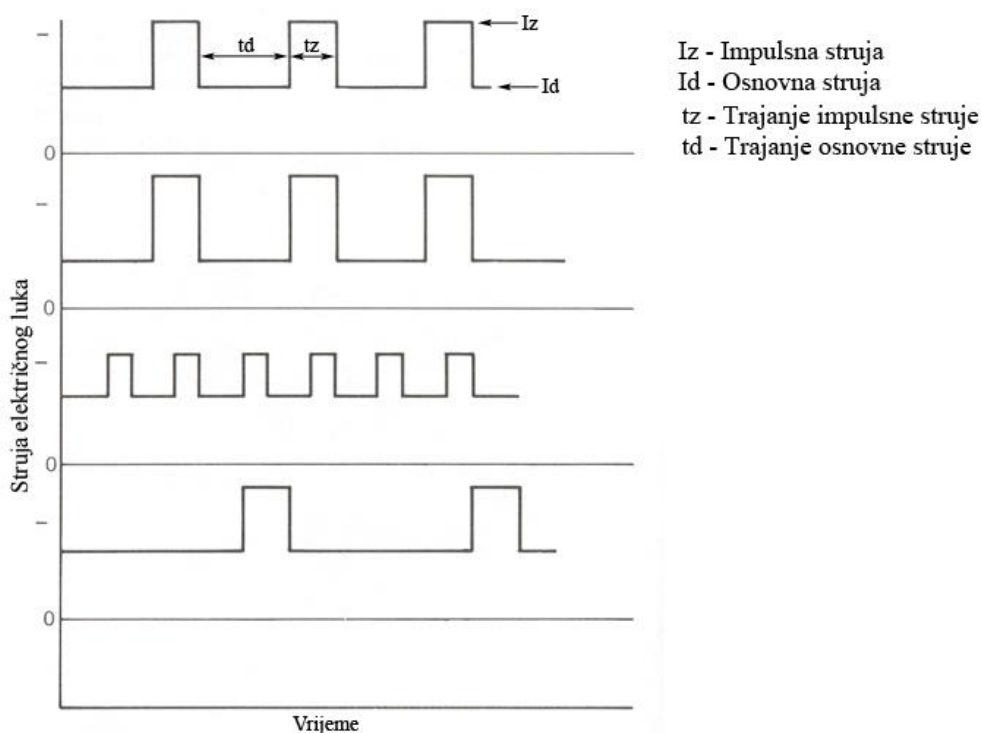 Iz
td
tz
Id
Iz - Impulsna struja
Id - Osnovna struja
tz - Trajanje impulsne struje
td - Trajanje osnovne struje
0
0
0
0
Struja električnog luka
Vrijeme